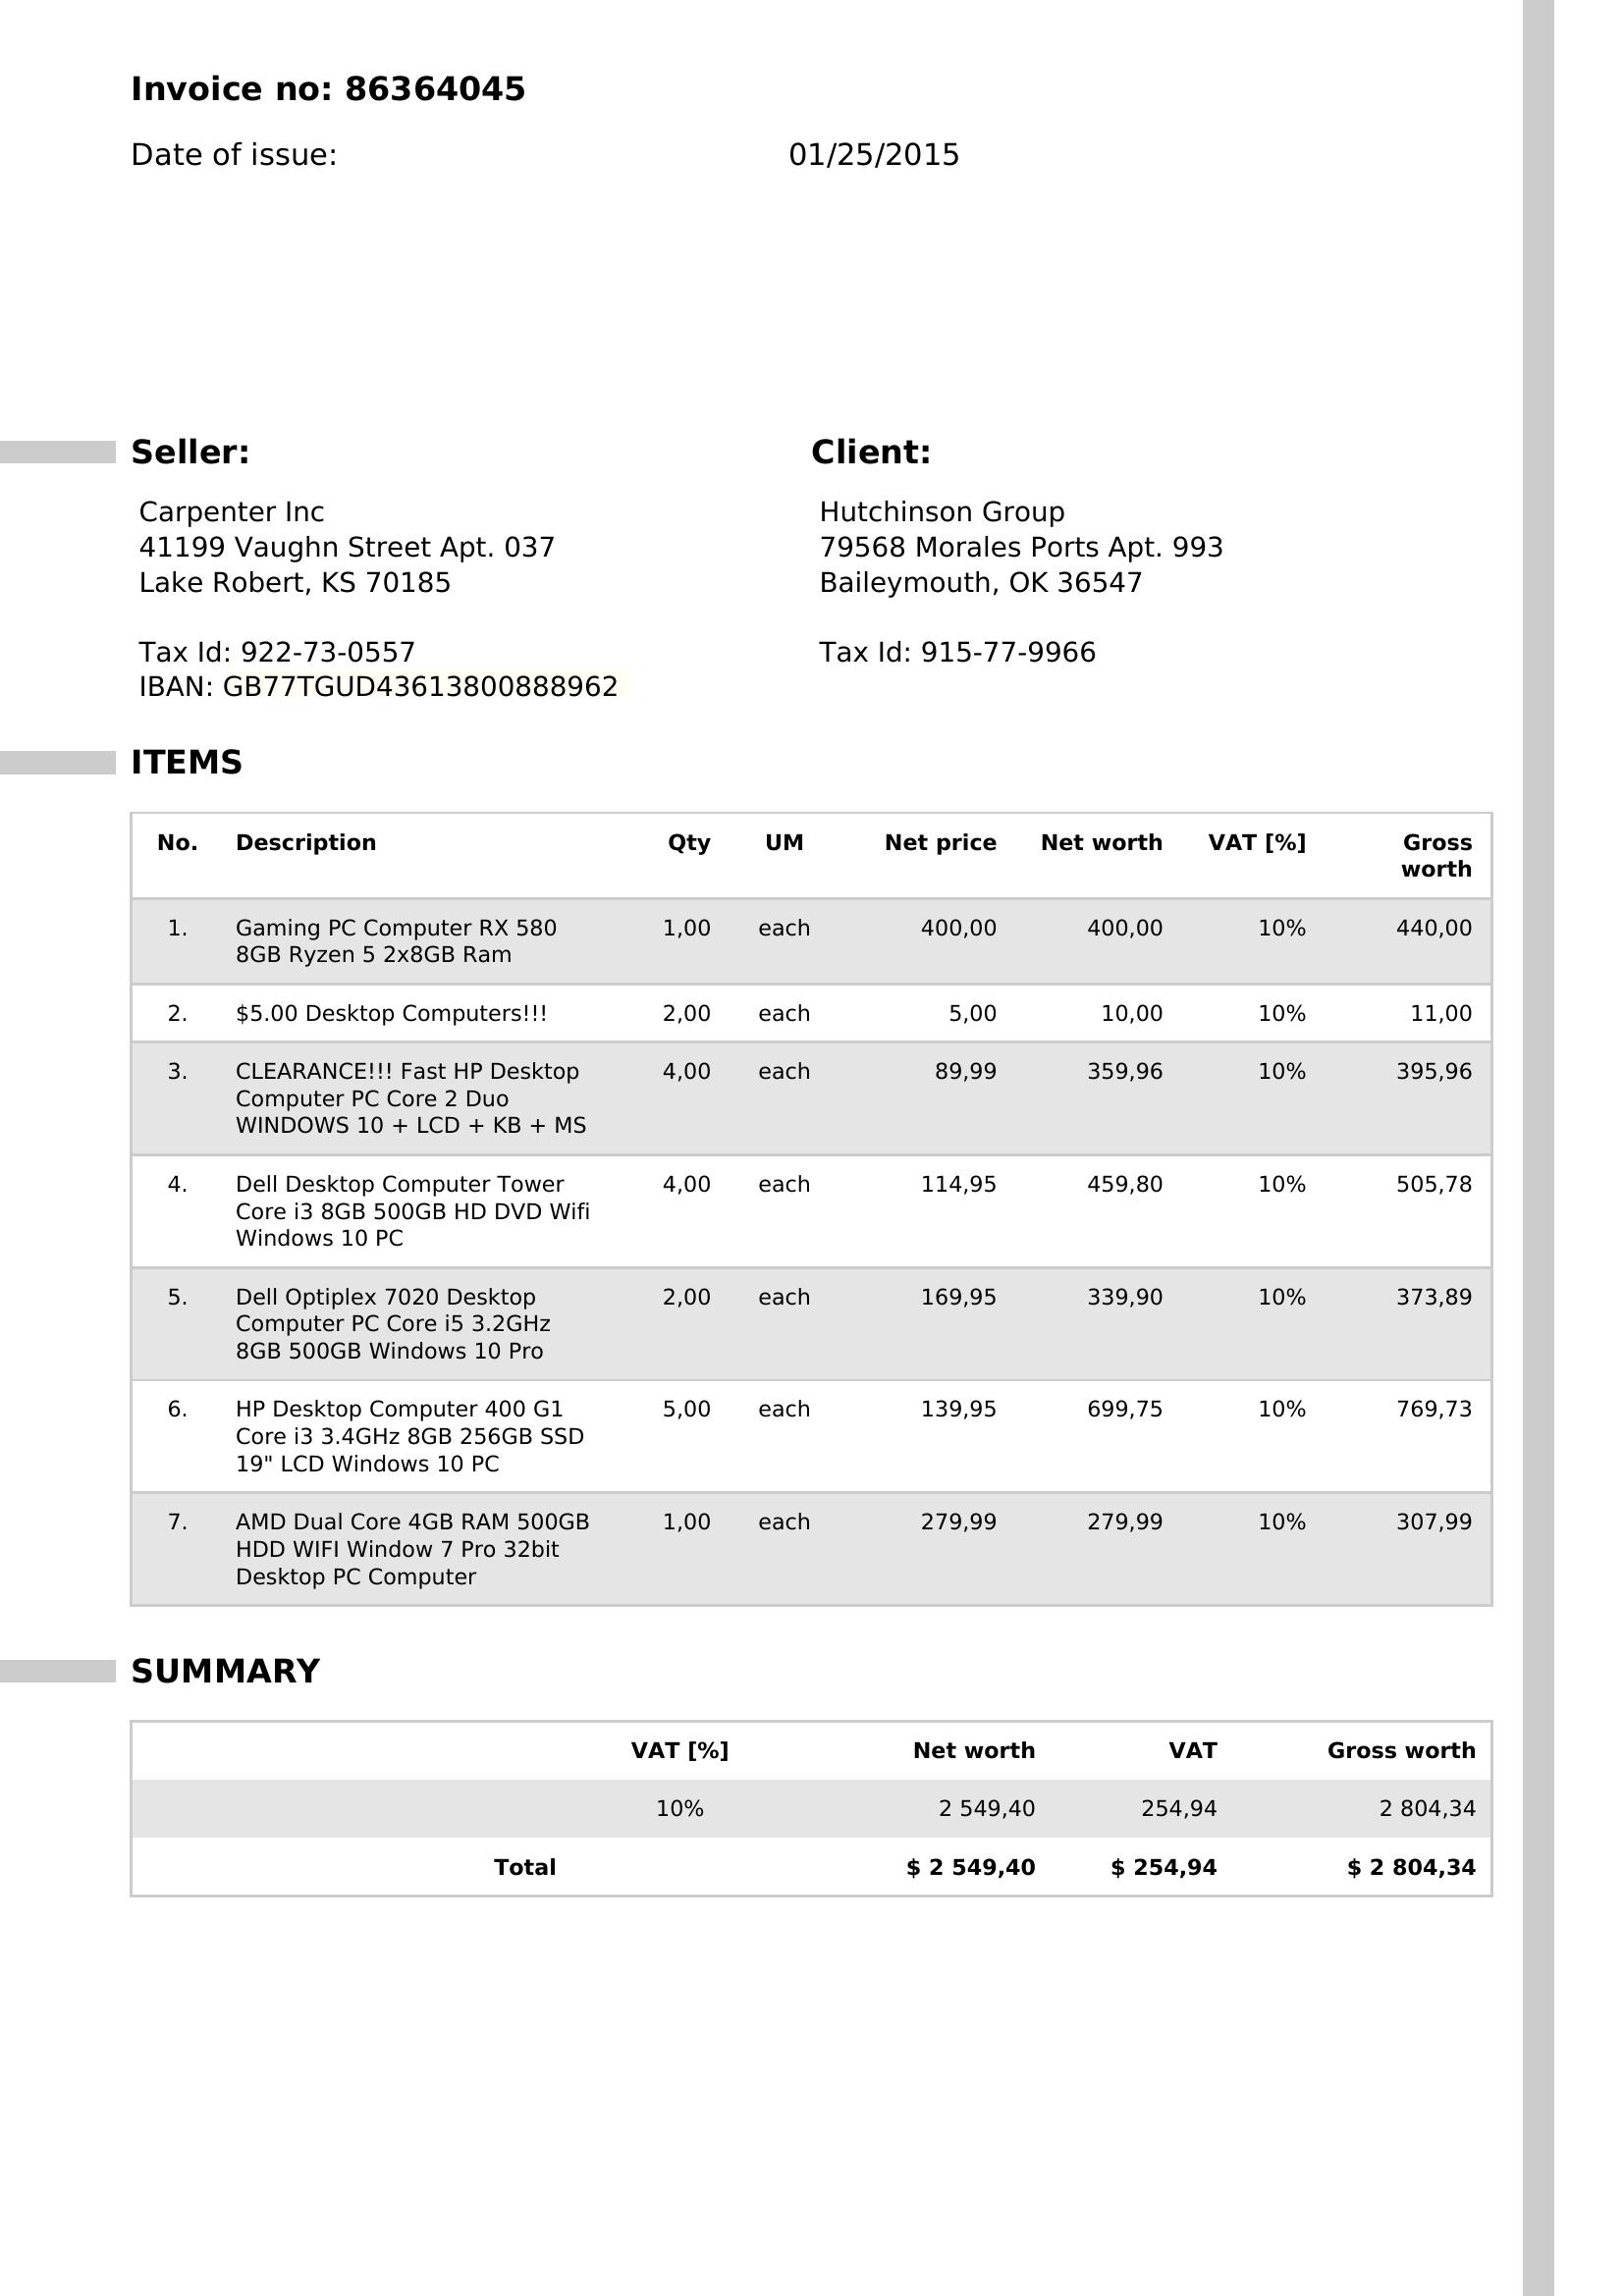 Invoice no: 86364045
Date of issue: 01/25/2015
Seller: Client:
Carpenter Inc Hutchinson Group
41199 Vaughn Street Apt. 037 79568 Morales Ports Apt. 993
Lake Robert, KS 70185 Baileymouth, OK 36547
Tax Id: 922-73-0557 Tax Id: 915-77-9966
IBAN: GB77TGUD43613800888962
ITEMS
No. Description Qty UM Net price Net worth VAT [%] Gross
worth
1. Gaming PC Computer RX 580 1,00 each 400,00 400,00 10% 440,00
8GB Ryzen 5 2x8GB Ram
2. $5.00 Desktop Computers!!! 2,00 each 5,00 10,00 10% 11,00
3. CLEARANCE!!! Fast HP Desktop 4,00 each 89,99 359,96 10% 395,96
Computer PC Core 2 Duo
WINDOWS 10 + LCD + KB + MS
4. Dell Desktop Computer Tower 4,00 each 114,95 459,80 10% 505,78
Core i3 8GB 500GB HD DVD Wifi
Windows 10 PC
5. Dell Optiplex 7020 Desktop 2,00 each 169,95 339,90 10% 373,89
Computer PC Core i5 3.2GHz
8GB 500GB Windows 10 Pro
6. HP Desktop Computer 400 G1 5,00 each 139,95 699,75 10% 769,73
Core i3 3.4GHz 8GB 256GB SSD
19" LCD Windows 10 PC
7. AMD Dual Core 4GB RAM 500GB 1,00 each 279,99 279,99 10% 307,99
HDD WIFI Window 7 Pro 32bit
Desktop PC Computer
SUMMARY
VAT [%] Net worth VAT Gross worth
10% 2 549,40 254,94 2 804,34
Total $ 2 549,40 $ 254,94 $ 2 804,34